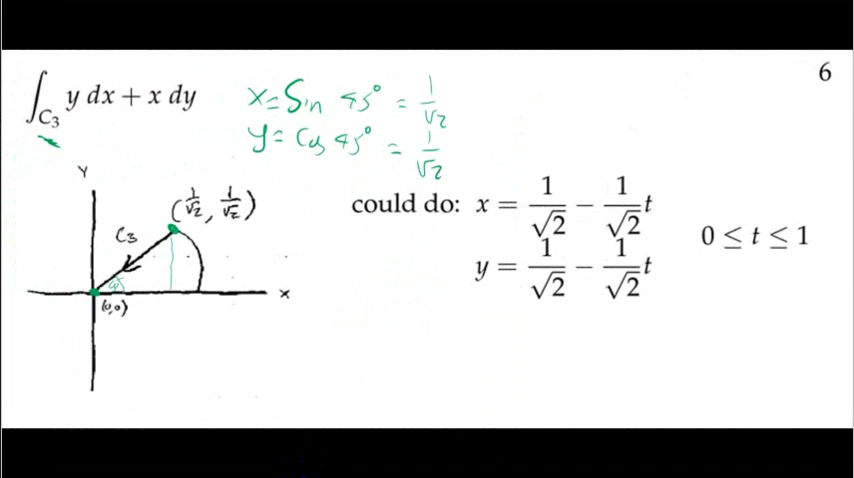 6
∫_{C₃} y dx + x dy
x = Sin 45° = 1/√2
y = Cos 45° = 1/√2
Y
(1/√2, 1/√2)
C₃
x
(0,0)
could do: x = 1/√2 − 1/√2 t
y = 1/√2 − 1/√2 t
0 ≤ t ≤ 1